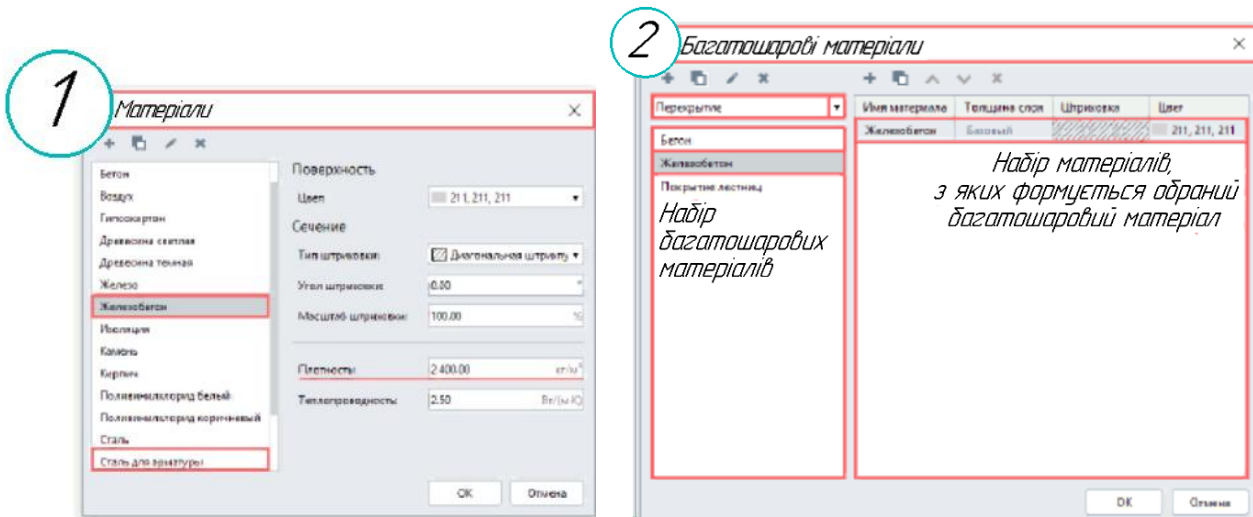 1
Матеріали
Бетон
Воздух
Гипсокартон
Древесина светлая
Древесина темная
Железо
Железобетон
Изоляция
Камень
Кирпич
Поливинилхлорид белый
Поливинилхлорид коричневый
Сталь
Сталь для арматуры
Поверхность
Цвет 211, 211, 211
Сечение
Тип штриховки: Диагональная штрихпу
Угол штриховки: 0.00 °
Масштаб штриховки: 100.00 %
Плотность: 2 400.00 кг/м³
Теплопроводность: 2.50 Вт/(м·К)
OK Отмена
2
Багатошарові матеріали
Перекрытие
Бетон
Железобетон
Покрытие лестниц
Набір
багатошарових
матеріалів
Имя материала Толщина слоя Штриховка Цвет
Железобетон Базовый 211, 211, 211
Набір матеріалів,
з яких формується обраний
багатошаровий матеріал
OK Отмена